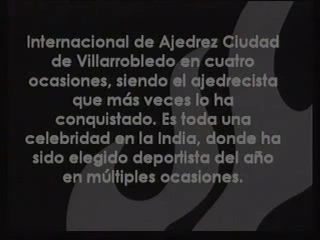 Internacional de Ajedrez Ciudad
de Villarrobledo en cuatro
ocasiones, siendo el ajedrecista
que más veces lo ha
conquistado. Es toda una
celebridad en la India, donde ha
sido elegido deportista del año
en múltiples ocasiones.